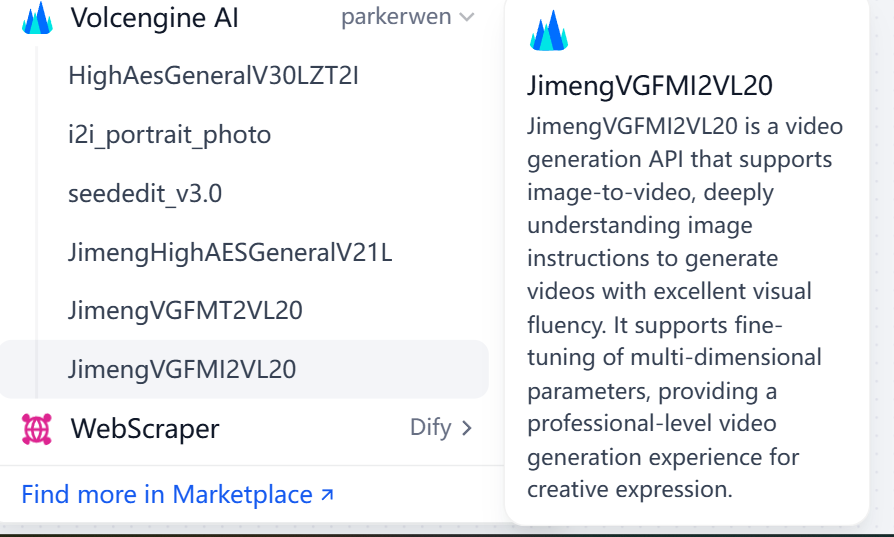 Volcengine AI
parkerwen
HighAesGeneralV30LZT2I
i2i_portrait_photo
seededit_v3.0
JimengHighAESGeneralV21L
JimengVGFMT2VL20
JimengVGFMI2VL20
WebScraper
Dify
Find more in Marketplace
JimengVGFMI2VL20
JimengVGFMI2VL20 is a video
generation API that supports
image-to-video, deeply
understanding image
instructions to generate
videos with excellent visual
fluency. It supports fine-
tuning of multi-dimensional
parameters, providing a
professional-level video
generation experience for
creative expression.